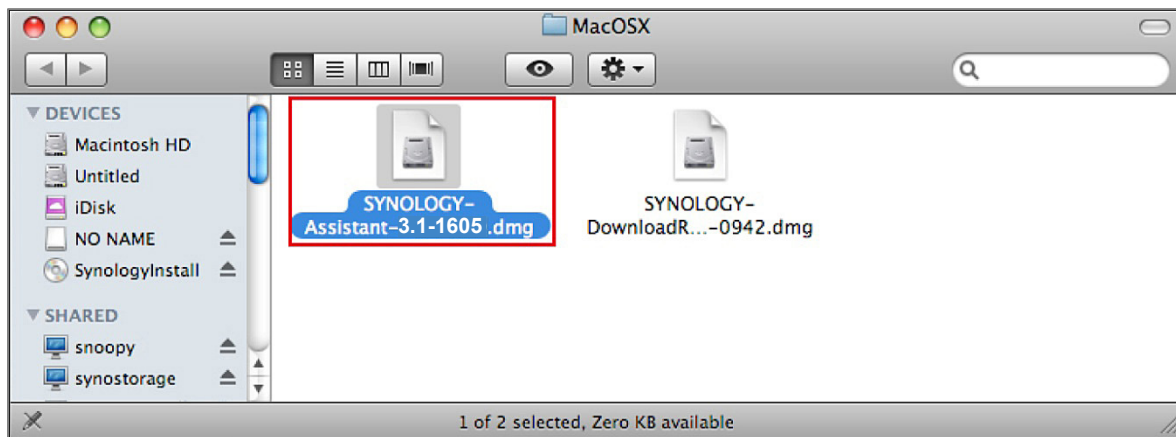 MacOSX
DEVICES
Macintosh HD
Untitled
iDisk
NO NAME
SynologyInstall
SHARED
snoopy
synostorage
SYNOLOGY-
Assistant-3.1-1605 .dmg
SYNOLOGY-
DownloadR...-0942.dmg
1 of 2 selected, Zero KB available